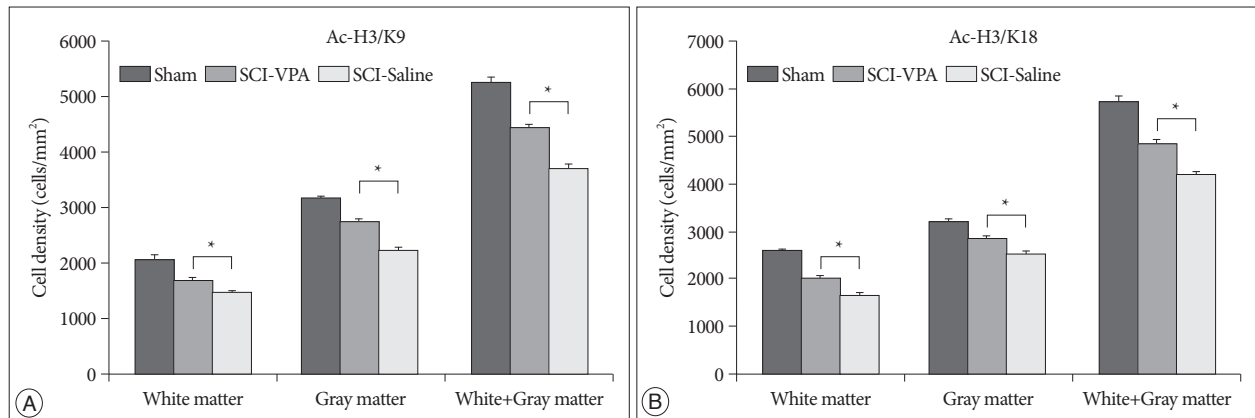 Ac-H3/K9
Sham SCI-VPA SCI-Saline
Cell density (cells/mm²)
6000
5000
4000
3000
2000
1000
0
*
*
*
White matter Gray matter White+Gray matter
A
Ac-H3/K18
Sham SCI-VPA SCI-Saline
Cell density (cells/mm²)
7000
6000
5000
4000
3000
2000
1000
0
*
*
*
White matter Gray matter White+Gray matter
B